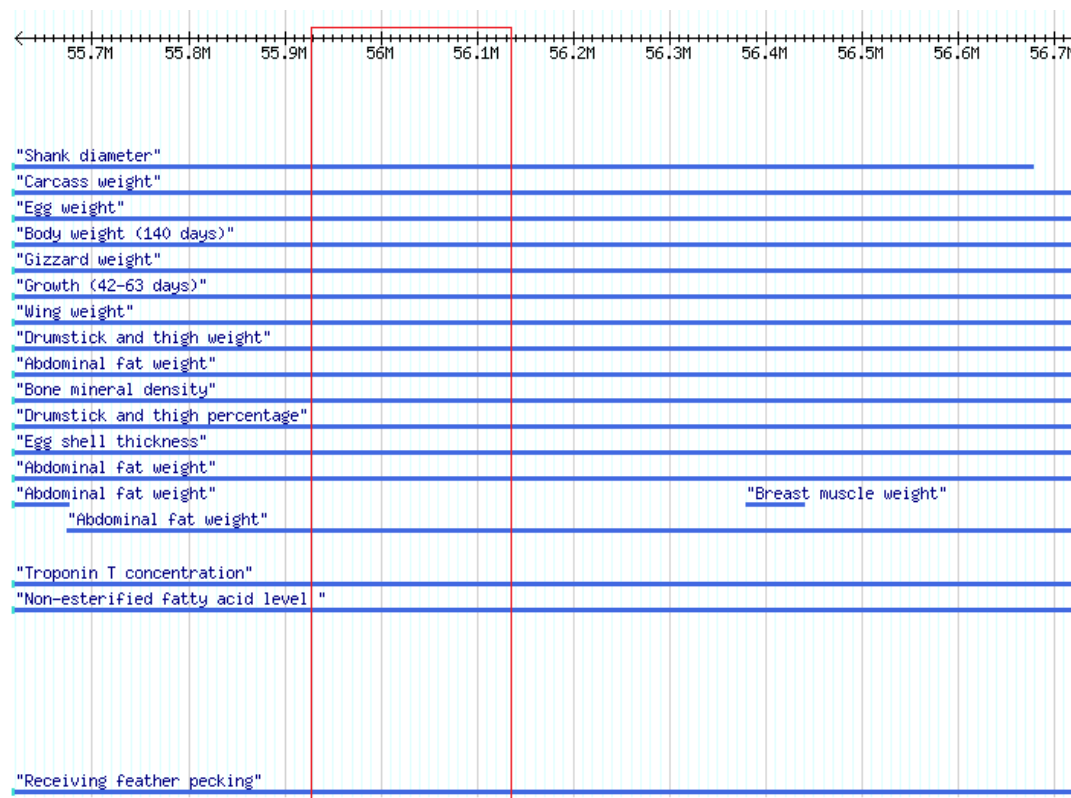 55.7M 55.8M 55.9M 56M 56.1M 56.2M 56.3M 56.4M 56.5M 56.6M 56.7M
"Shank diameter"
"Carcass weight"
"Egg weight"
"Body weight (140 days)"
"Gizzard weight"
"Growth (42-63 days)"
"Wing weight"
"Drumstick and thigh weight"
"Abdominal fat weight"
"Bone mineral density"
"Drumstick and thigh percentage"
"Egg shell thickness"
"Abdominal fat weight"
"Abdominal fat weight" "Breast muscle weight"
"Abdominal fat weight"
"Troponin T concentration"
"Non-esterified fatty acid level "
"Receiving feather pecking"